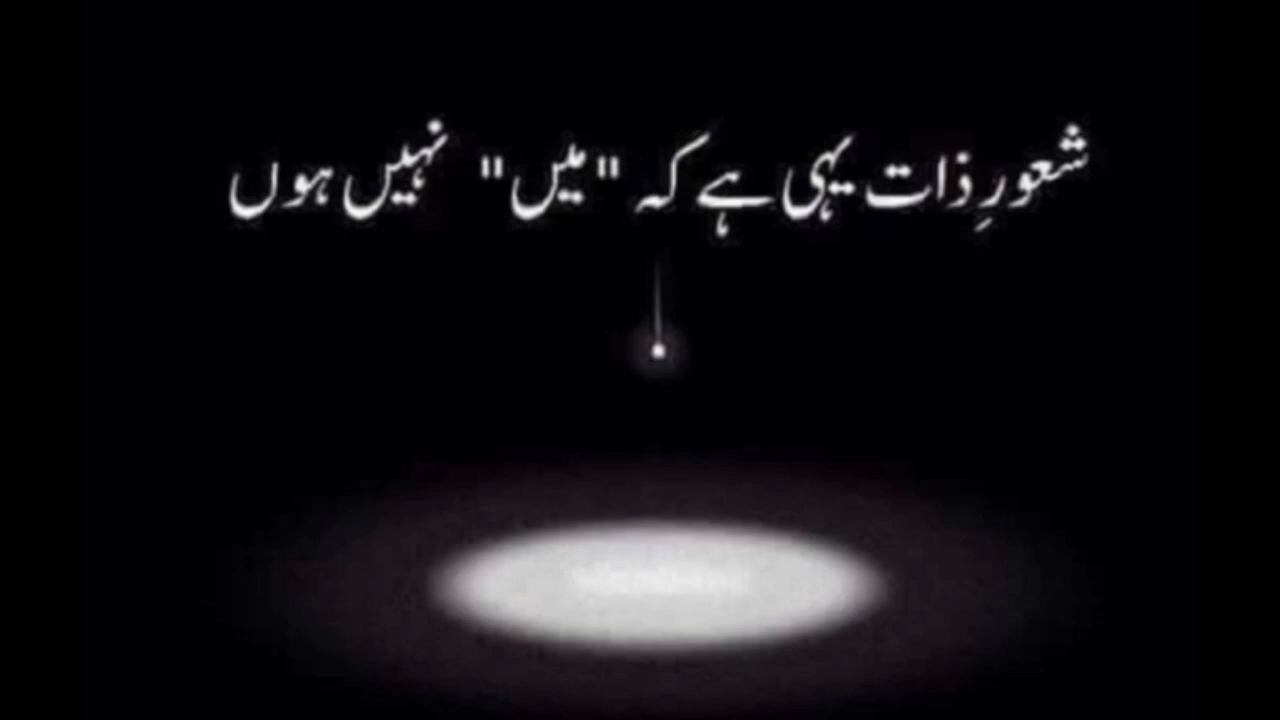 شعورِ ذات یہی ہے کہ "میں" نہیں ہوں